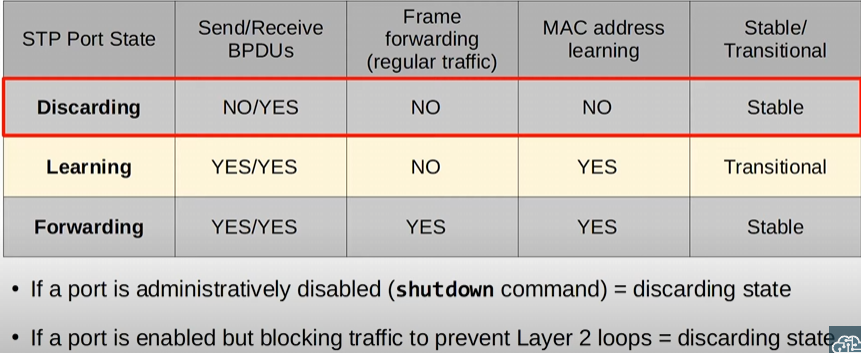 STP Port State
Send/Receive
BPDUs
Frame
forwarding
(regular traffic)
MAC address
learning
Stable/
Transitional
Discarding NO/YES NO NO Stable
Learning YES/YES NO YES Transitional
Forwarding YES/YES YES YES Stable
• If a port is administratively disabled (shutdown command) = discarding state
• If a port is enabled but blocking traffic to prevent Layer 2 loops = discarding state